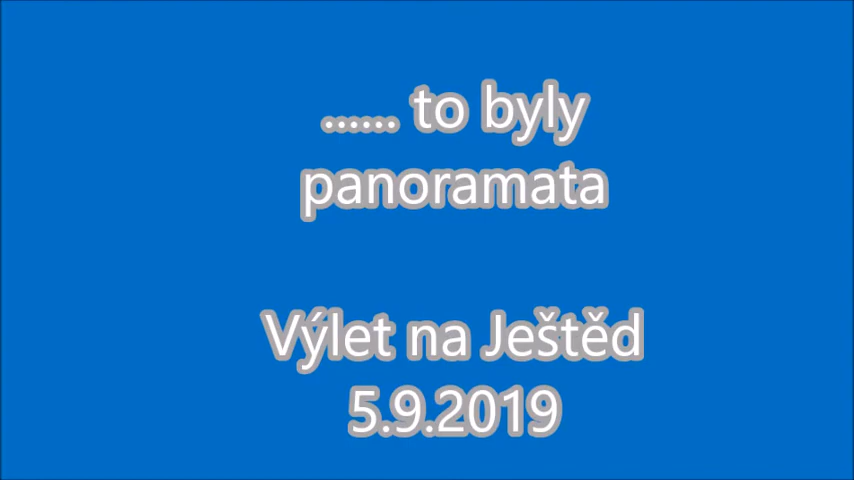 ...... to byly
panoramata
Výlet na Ještěd
5.9.2019